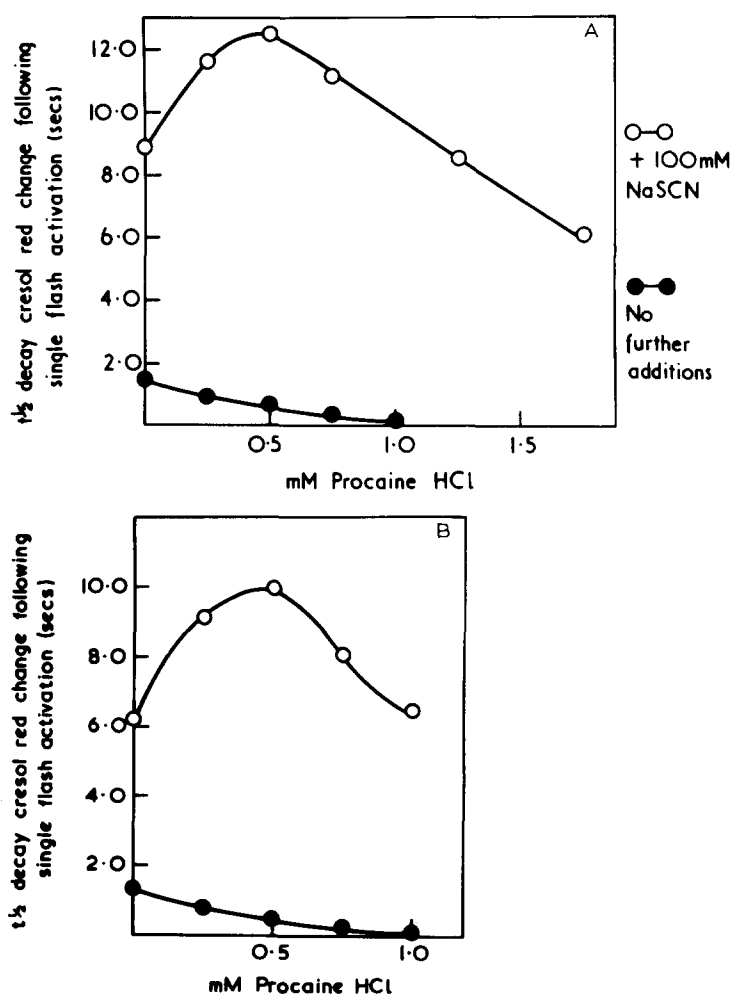 t½ decay cresol red change following
single flash activation (secs)
A
12·0
10·0
8·0
6·0
4·0
2·0
0·5
1·0
1·5
mM Procaine HCl
+ 100mM
NaSCN
No
further
additions
t½ decay cresol red change following
single flash activation (secs)
B
10·0
8·0
6·0
4·0
2·0
0·5
1·0
mM Procaine HCl